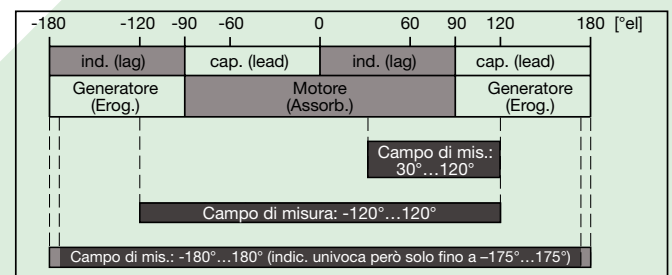 -180 -120 -90 -60 0 60 90 120 180 [°el]
ind. (lag) cap. (lead) ind. (lag) cap. (lead)
Generatore Motore Generatore
(Erog.) (Assorb.) (Erog.)
Campo di mis.:
30°…120°
Campo di misura: -120°…120°
Campo di mis.: -180°…180° (indic. univoca però solo fino a –175°…175°)